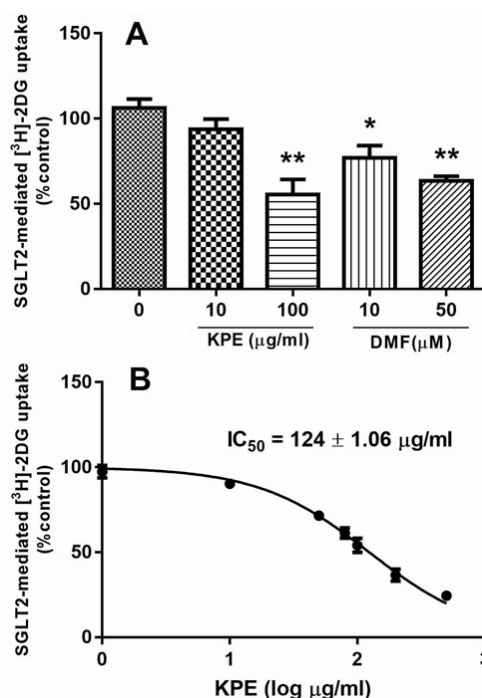 A
SGLT2-mediated [³H]-2DG uptake
(%control)
150
100
50
0
**
*
**
0 10 100 10 50
KPE (µg/ml) DMF(µM)
B
SGLT2-mediated [³H]-2DG uptake
(%control)
150
100
50
0
IC₅₀ = 124 ± 1.06 µg/ml
0 1 2 3
KPE (log µg/ml)